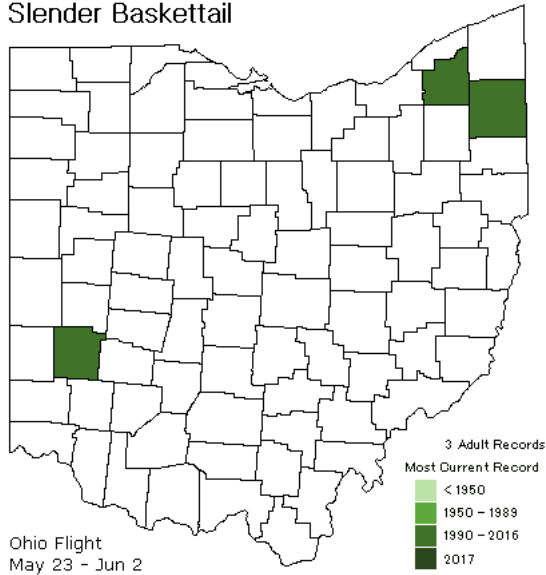 Slender Baskettail
3 Adult Records
Most Current Record
< 1950
1950 - 1989
1990 - 2016
2017
Ohio Flight
May 23 - Jun 2